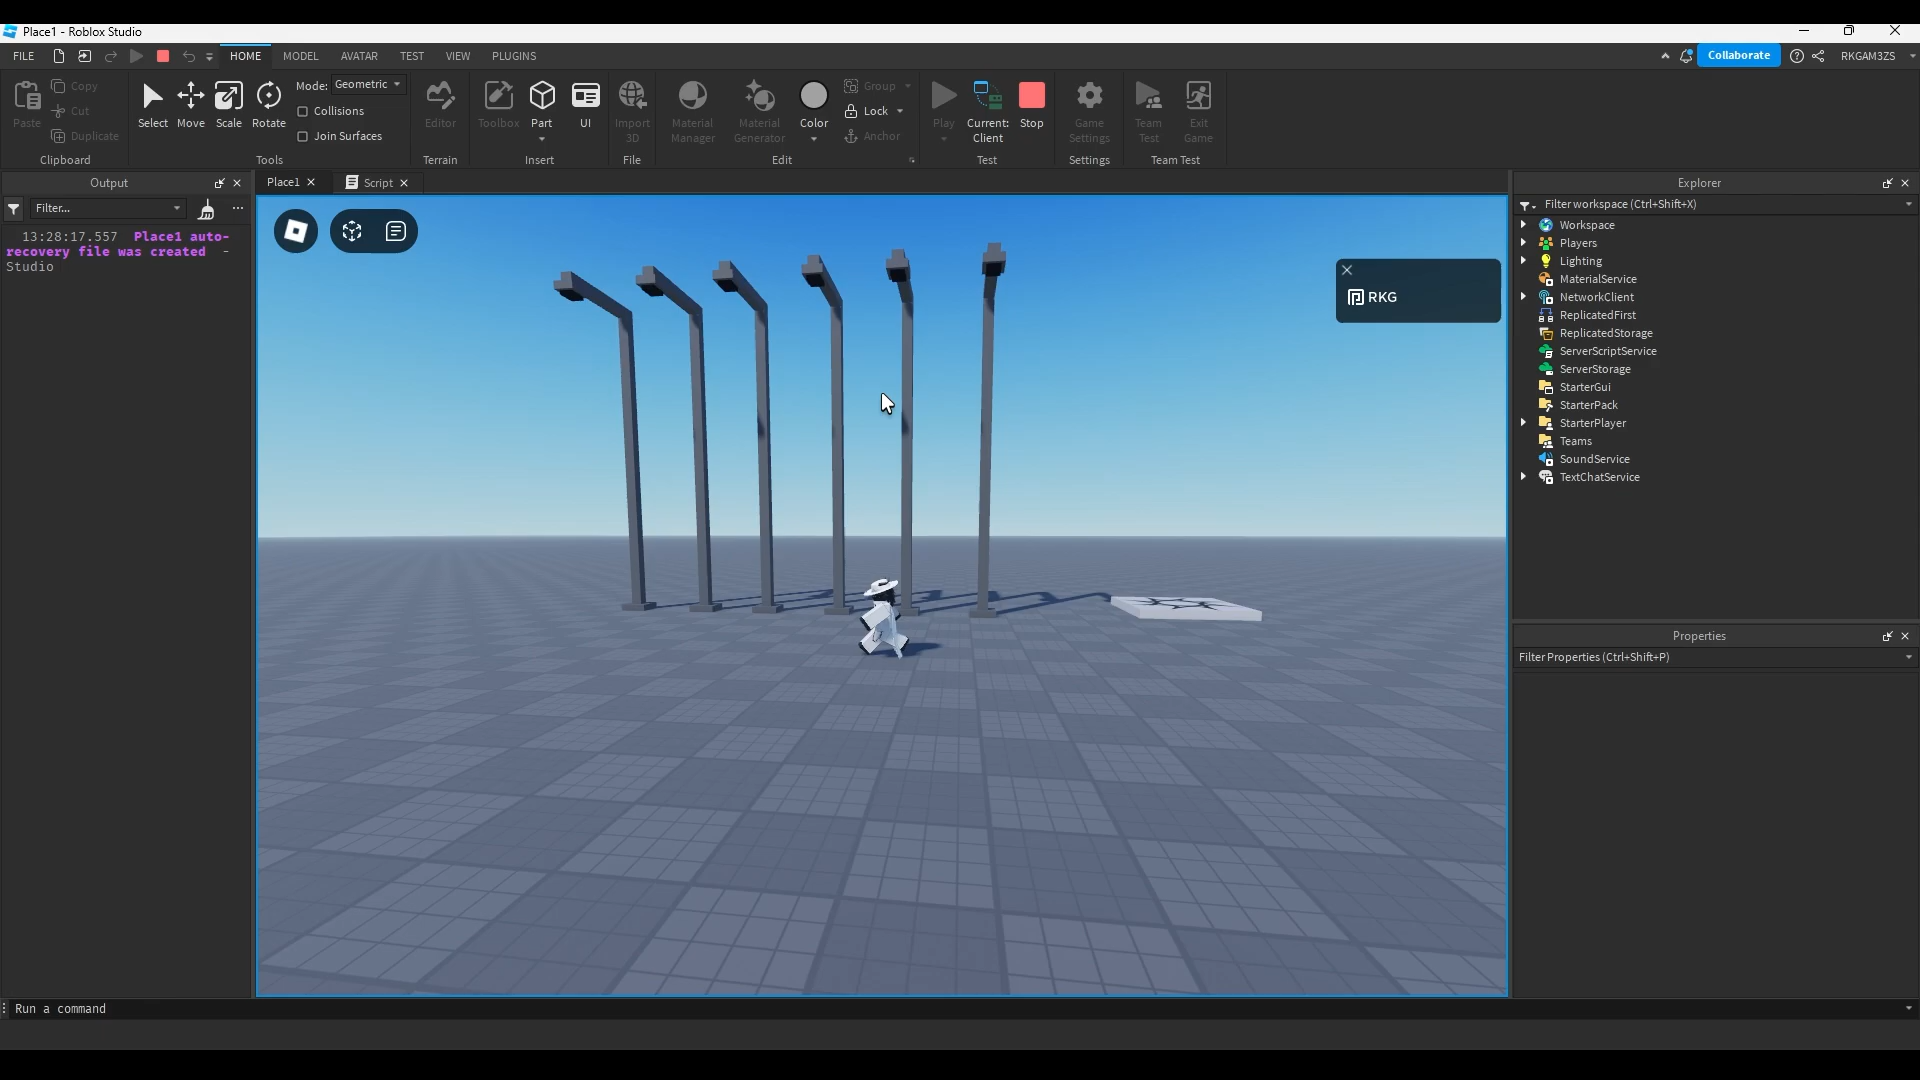 Place1 - Roblox Studio
FILE HOME MODEL AVATAR TEST VIEW PLUGINS Collaborate RKGAM3ZS
Paste
Copy
Cut
Duplicate
Clipboard
Select Move Scale Rotate
Mode: Geometric
Collisions
Join Surfaces
Tools
Editor
Terrain
Toolbox Part UI
Insert
Import
3D
File
Material
Manager
Material
Generator
Color
Group
Lock
Anchor
Edit
Play
Current:
Client
Stop
Test
Game
Settings
Settings
Team
Test
Exit
Game
Team Test
Output
Filter...
13:28:17.557 Place1 auto-
recovery file was created -
Studio
Place1
Script
RKG
Explorer
Filter workspace (Ctrl+Shift+X)
Workspace
Players
Lighting
MaterialService
NetworkClient
ReplicatedFirst
ReplicatedStorage
ServerScriptService
ServerStorage
StarterGui
StarterPack
StarterPlayer
Teams
SoundService
TextChatService
Properties
Filter Properties (Ctrl+Shift+P)
Run a command